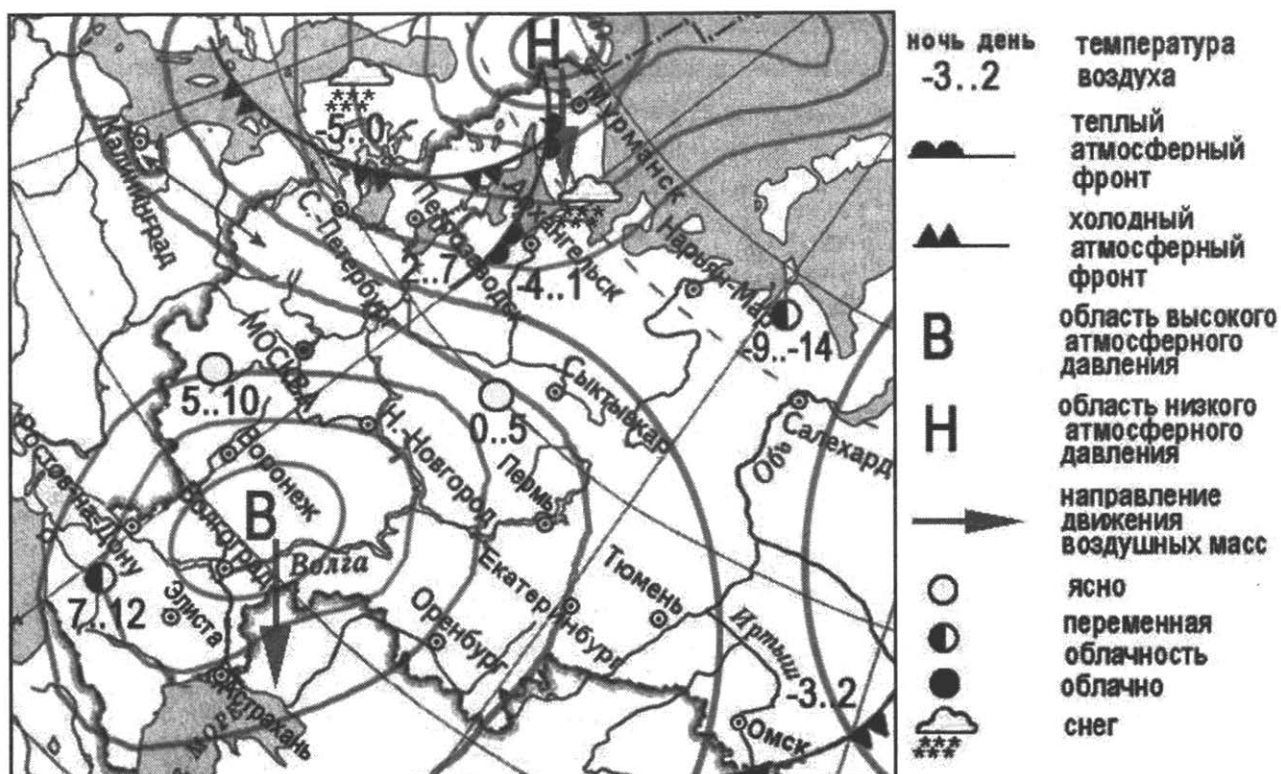 Н
Мурманск
-5..0
Калининград
С.-Петербург
Петрозаводск
Архангельск
Нарьян-Мар
2..7
-4..1
-9..-14
МОСКВА
5..10
0..5
Сыктывкар
Салехард
Обь
Н.-Новгород
Пермь
Воронеж
В
Ростов-на-Дону
Волгоград
Волга
Екатеринбург
Тюмень
Иртыш
7..12
Элиста
Оренбург
-3..2
Омск
Астрахань
МОРЕ
ночь день
-3..2
температура
воздуха
теплый
атмосферный
фронт
холодный
атмосферный
фронт
В
область высокого
атмосферного
давления
Н
область низкого
атмосферного
давления
направление
движения
воздушных масс
ясно
переменная
облачность
облачно
снег